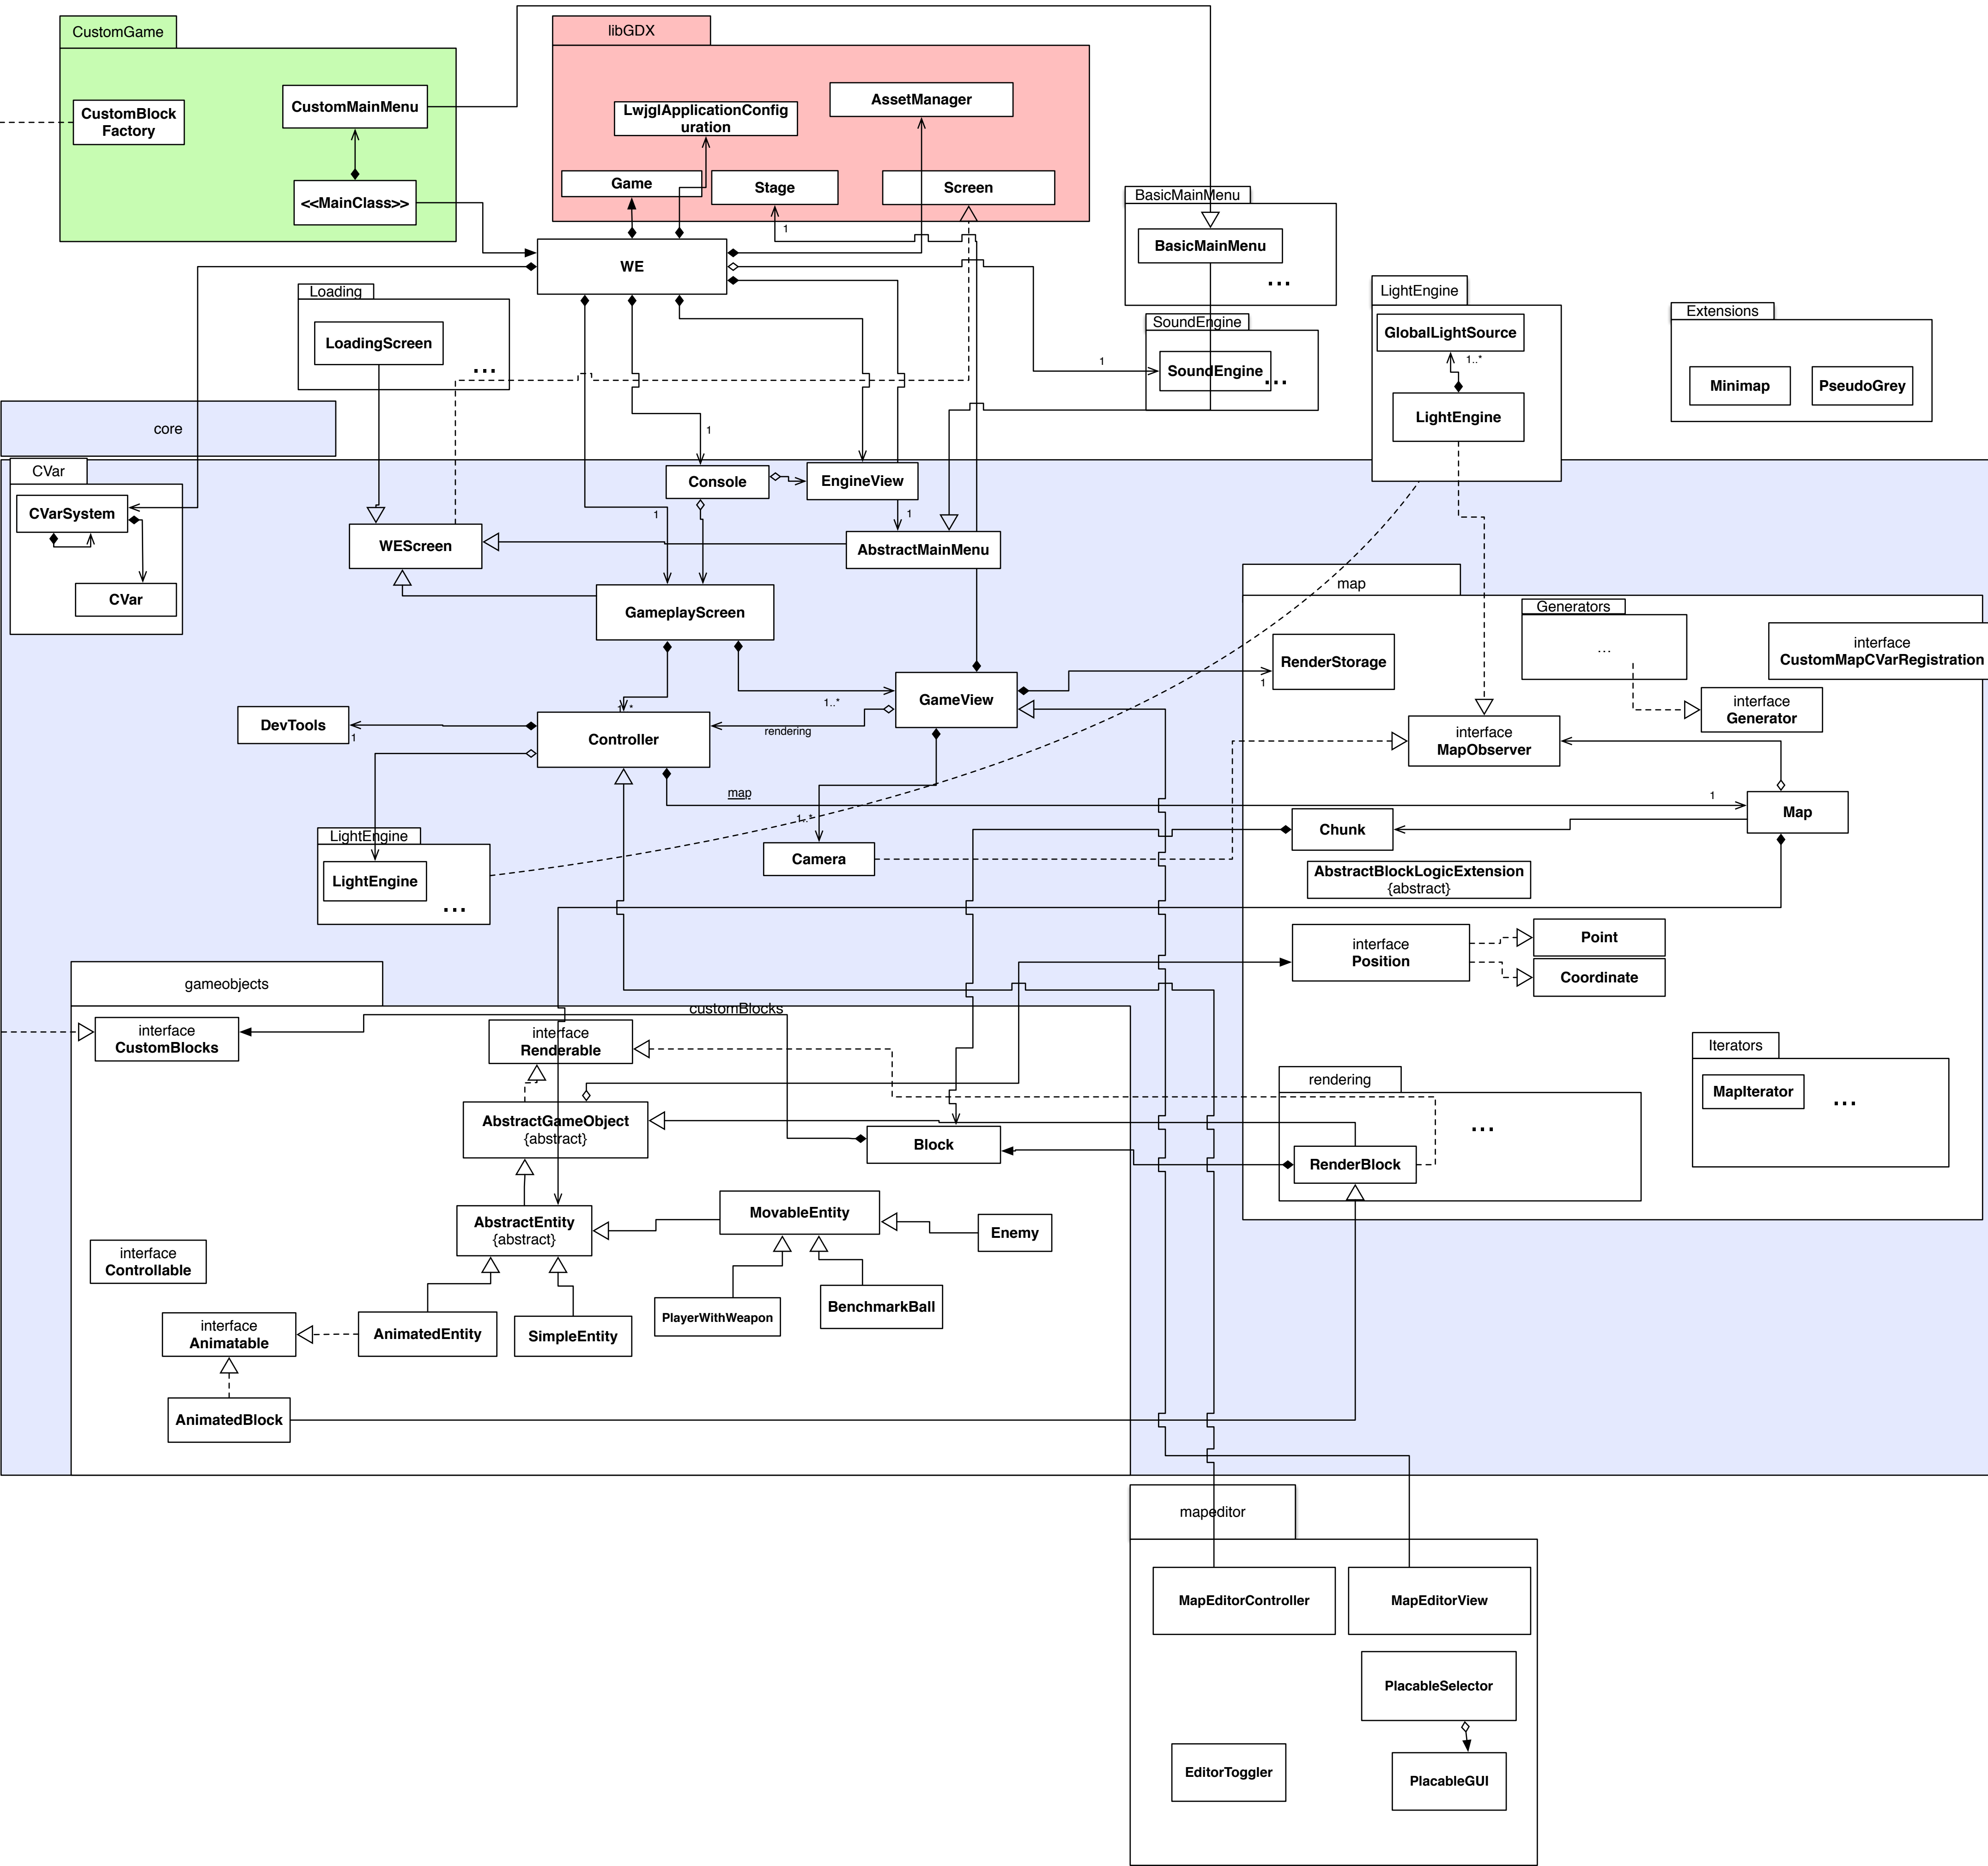 CustomGame
libGDX
CustomMainMenu
CustomBlock
Factory
<<MainClass>>
LwjglApplicationConfig
uration
AssetManager
Game
Stage
Screen
1
WE
BasicMainMenu
BasicMainMenu
...
Loading
LoadingScreen
...
SoundEngine
1
SoundEngine
...
LightEngine
GlobalLightSource
1..*
LightEngine
Extensions
Minimap
PseudoGrey
core
1
CVar
CVarSystem
CVar
Console
EngineView
1
1
WEScreen
AbstractMainMenu
GameplayScreen
map
Generators
...
interface
CustomMapCVarRegistration
RenderStorage
1
interface
Generator
GameView
1..*
1..*
rendering
DevTools
1
Controller
interface
MapObserver
map
1
Map
Chunk
1..*
Camera
LightEngine
LightEngine
...
AbstractBlockLogicExtension
{abstract}
interface
Position
Point
Coordinate
gameobjects
customBlocks
interface
CustomBlocks
interface
Renderable
Iterators
MapIterator
...
rendering
...
AbstractGameObject
{abstract}
Block
RenderBlock
AbstractEntity
{abstract}
MovableEntity
Enemy
interface
Controllable
PlayerWithWeapon
BenchmarkBall
interface
Animatable
AnimatedEntity
SimpleEntity
AnimatedBlock
mapeditor
MapEditorController
MapEditorView
PlacableSelector
EditorToggler
PlacableGUI